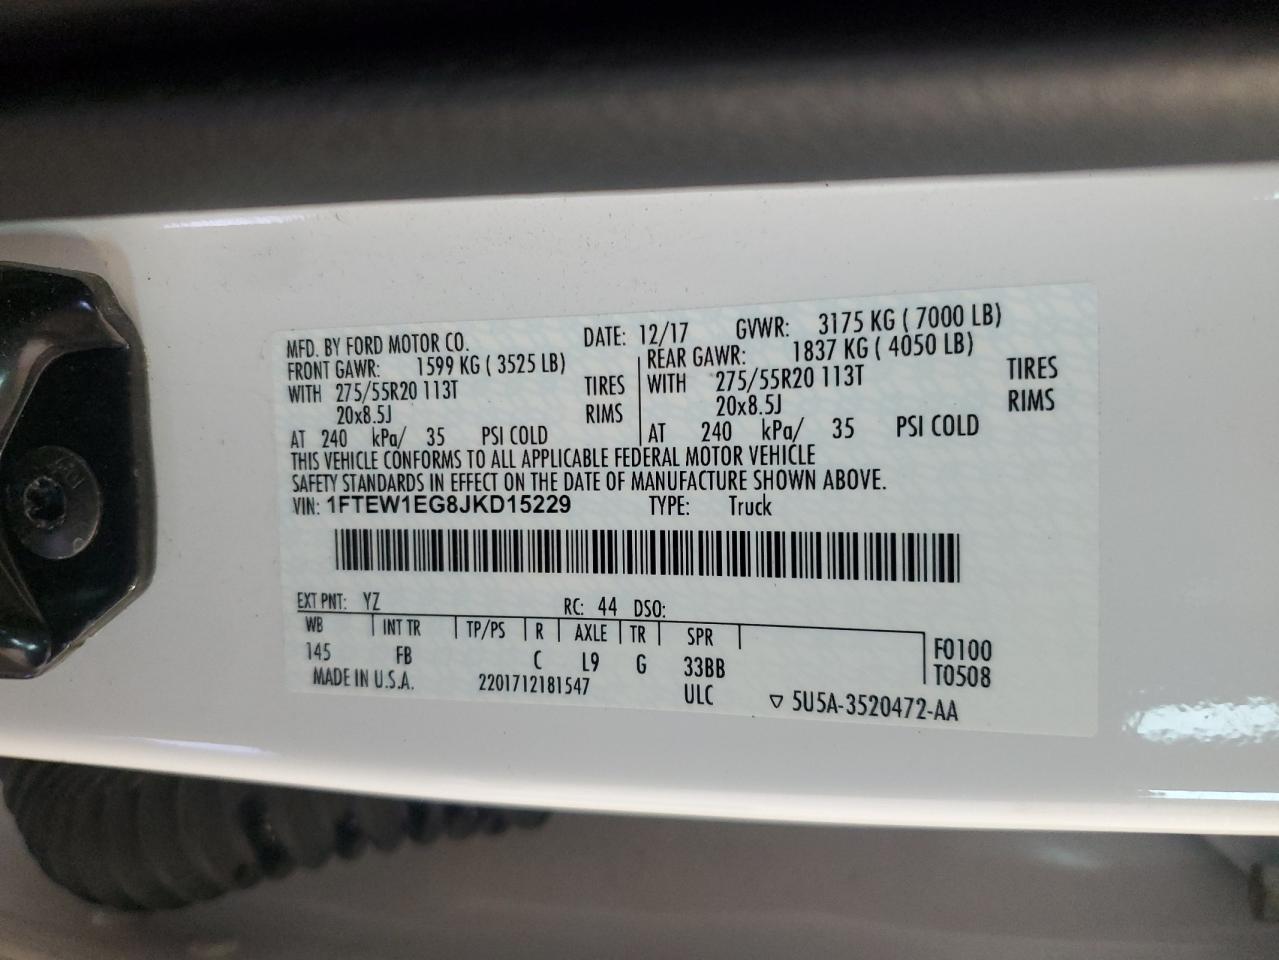 MFD. BY FORD MOTOR CO. DATE: 12/17 GVWR: 3175 KG ( 7000 LB)
FRONT GAWR: 1599 KG ( 3525 LB) REAR GAWR: 1837 KG ( 4050 LB)
WITH 275/55R20 113T TIRES WITH 275/55R20 113T TIRES
20x8.5J RIMS 20x8.5J RIMS
AT 240 kPa/ 35 PSI COLD AT 240 kPa/ 35 PSI COLD
THIS VEHICLE CONFORMS TO ALL APPLICABLE FEDERAL MOTOR VEHICLE
SAFETY STANDARDS IN EFFECT ON THE DATE OF MANUFACTURE SHOWN ABOVE.
VIN: 1FTEW1EG8JKD15229 TYPE: Truck
EXT PNT: YZ RC: 44 DSO:
WB INT TR TP/PS R AXLE TR SPR F0100
145 FB C L9 G 33BB T0508
MADE IN U.S.A. 2201712181547 ULC ▽ 5U5A-3520472-AA